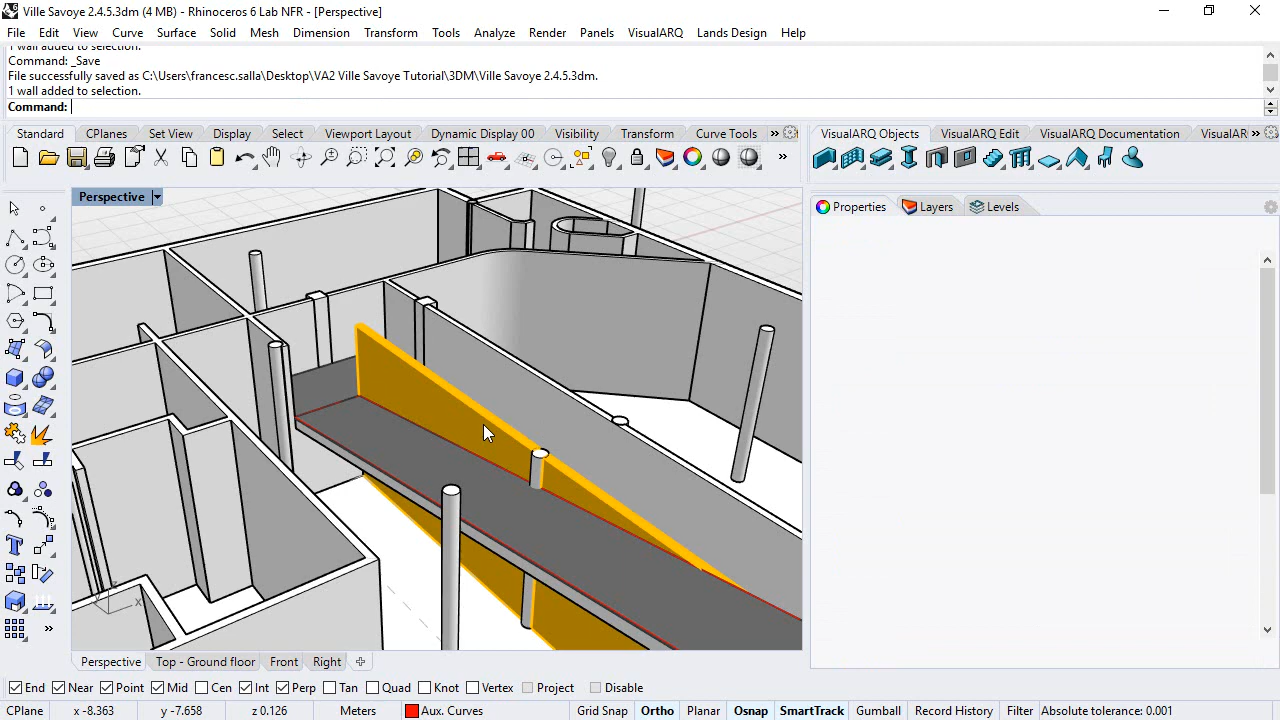 Ville Savoye 2.4.5.3dm (4 MB) - Rhinoceros 6 Lab NFR - [Perspective]
File Edit View Curve Surface Solid Mesh Dimension Transform Tools Analyze Render Panels VisualARQ Lands Design Help
1 wall added to selection.
Command: _Save
File successfully saved as C:\Users\francesc.salla\Desktop\VA2 Ville Savoye Tutorial\3DM\Ville Savoye 2.4.5.3dm.
1 wall added to selection.
Command:
Standard CPlanes Set View Display Select Viewport Layout Dynamic Display 00 Visibility Transform Curve Tools »
VisualARQ Objects VisualARQ Edit VisualARQ Documentation VisualAR »
»
Perspective
Properties Layers Levels
z
x
»
Perspective Top - Ground floor Front Right
End Near Point Mid Cen Int Perp Tan Quad Knot Vertex Project Disable
CPlane x -8.363 y -7.658 z 0.126 Meters Aux. Curves Grid Snap Ortho Planar Osnap SmartTrack Gumball Record History Filter Absolute tolerance: 0.001